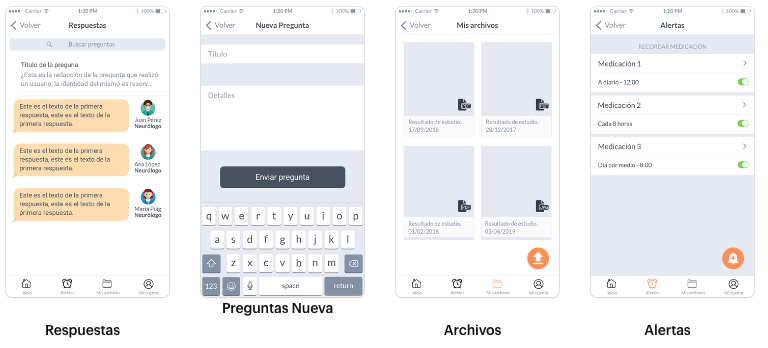 Carrier 1:20 PM 100%
Volver Respuestas
Buscar preguntas
Título de la preguna
¿Esta es la redacción de la pregunta que realizó
un usuario, la identidad del mismo es reserv...
Este es el texto de la primera
respuesta, este es el texto de la
primera respuesta.
Juan Pérez
Neurólogo
Este es el texto de la primera
respuesta, este es el texto de la
primera respuesta.
Ana López
Neurólogo
Este es el texto de la primera
respuesta, este es el texto de la
primera respuesta.
María Puig
Neurólogo
Inicio Alertas Mis archivos Mi cuenta
Respuestas
Carrier 1:20 PM 100%
Volver Nueva Pregunta
Título
Detalles
Enviar pregunta
q w e r t y u i o p
a s d f g h j k l
z x c v b n m
123 space return
Preguntas Nueva
Carrier 1:20 PM 100%
Volver Mis archivos
Resultado de estudio.
17/09/2018
Resultado de estudio.
28/12/2017
Resultado de estudio.
01/02/2018
Resultado de estudio.
03/06/2019
Inicio Alertas Mis archivos Mi cuenta
Archivos
Carrier 1:20 PM 100%
Volver Alertas
RECORDAR MEDICACIÓN
Medicación 1
A diario - 12:00
Medicación 2
Cada 8 horas
Medicación 3
Día por medio - 8:00
Inicio Alertas Mis archivos Mi cuenta
Alertas